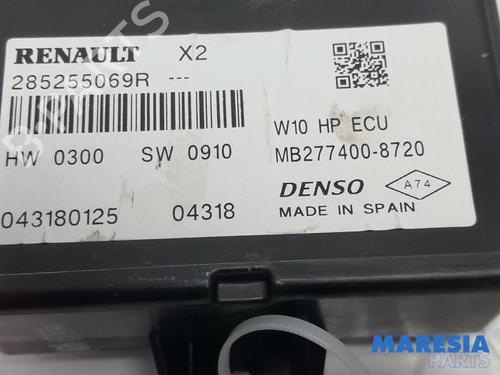 RENAULT X2
285255069R ---
W10 HP ECU
HW 0300 SW 0910 MB277400-8720
DENSO A74
043180125 04318 MADE IN SPAIN
MARESIA
PARTS